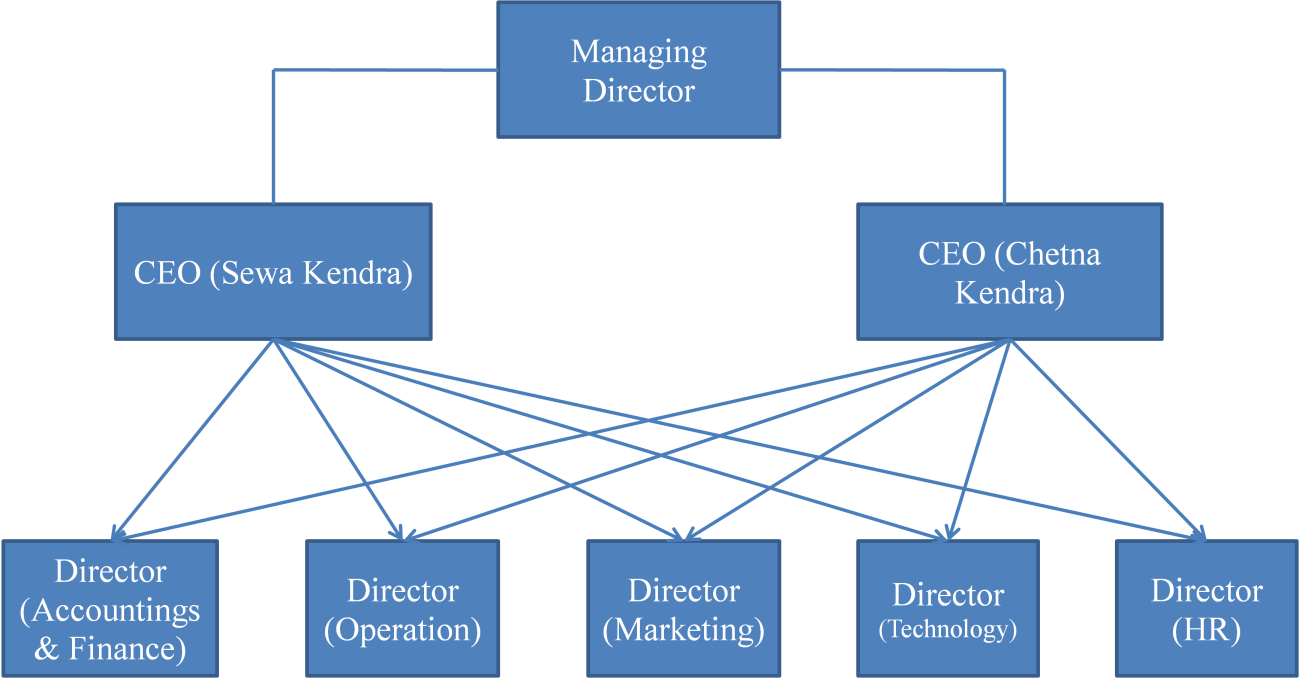 Managing
Director
CEO (Sewa Kendra)
CEO (Chetna
Kendra)
Director
(Accountings
& Finance)
Director
(Operation)
Director
(Marketing)
Director
(Technology)
Director
(HR)